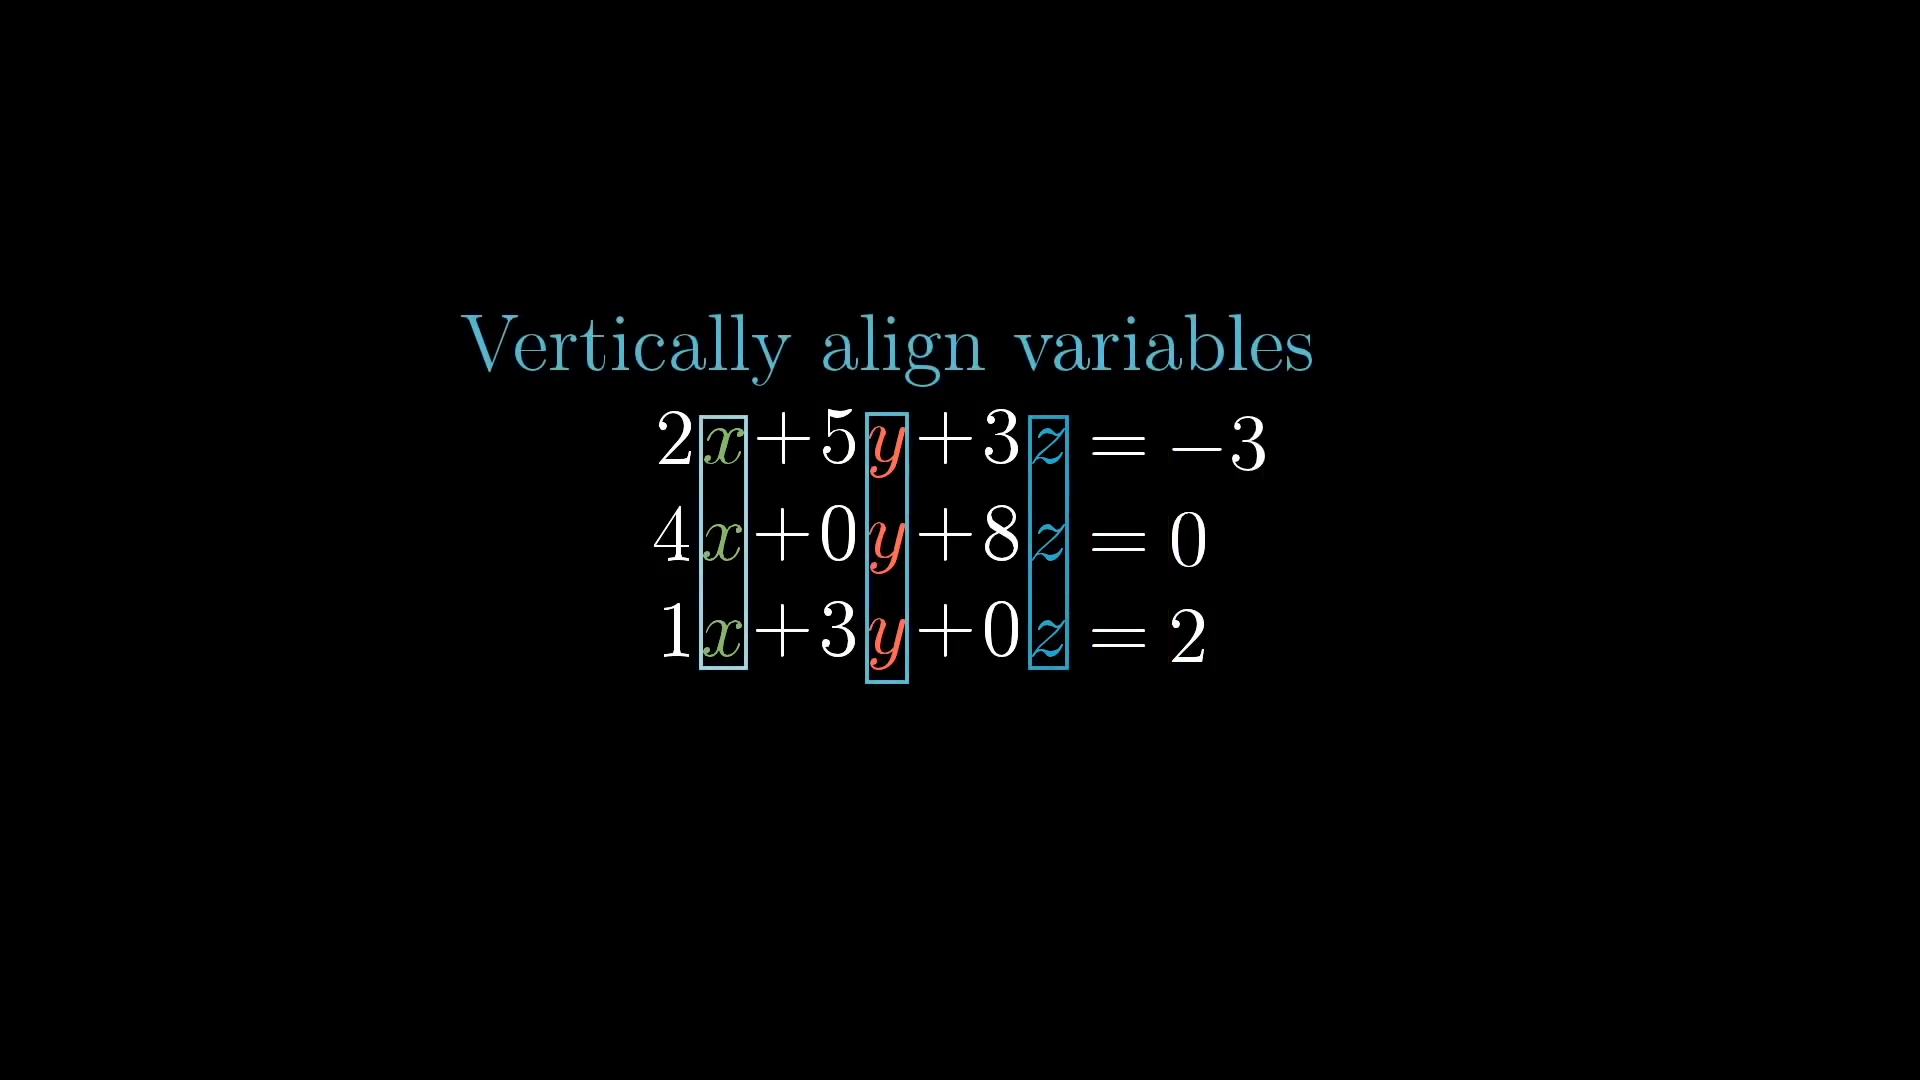 Vertically align variables
2x+5y+3z = −3
4x+0y+8z = 0
1x+3y+0z = 2